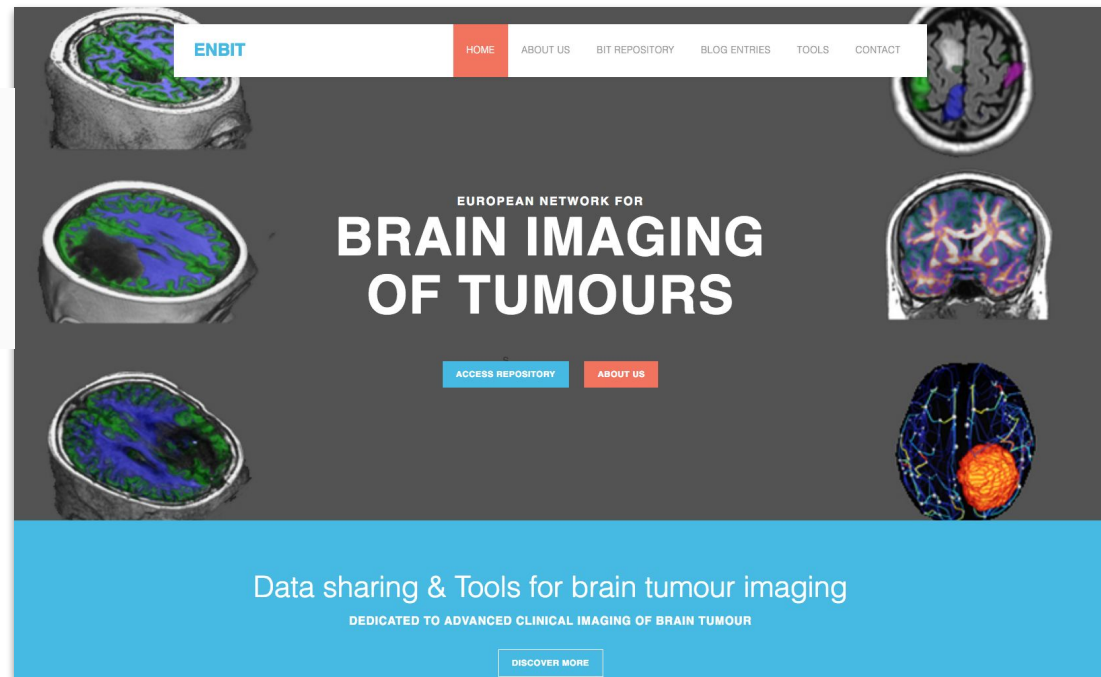 ENBIT
HOME ABOUT US BIT REPOSITORY BLOG ENTRIES TOOLS CONTACT
EUROPEAN NETWORK FOR
BRAIN IMAGING
OF TUMOURS
ACCESS REPOSITORY ABOUT US
Data sharing & Tools for brain tumour imaging
DEDICATED TO ADVANCED CLINICAL IMAGING OF BRAIN TUMOUR
DISCOVER MORE